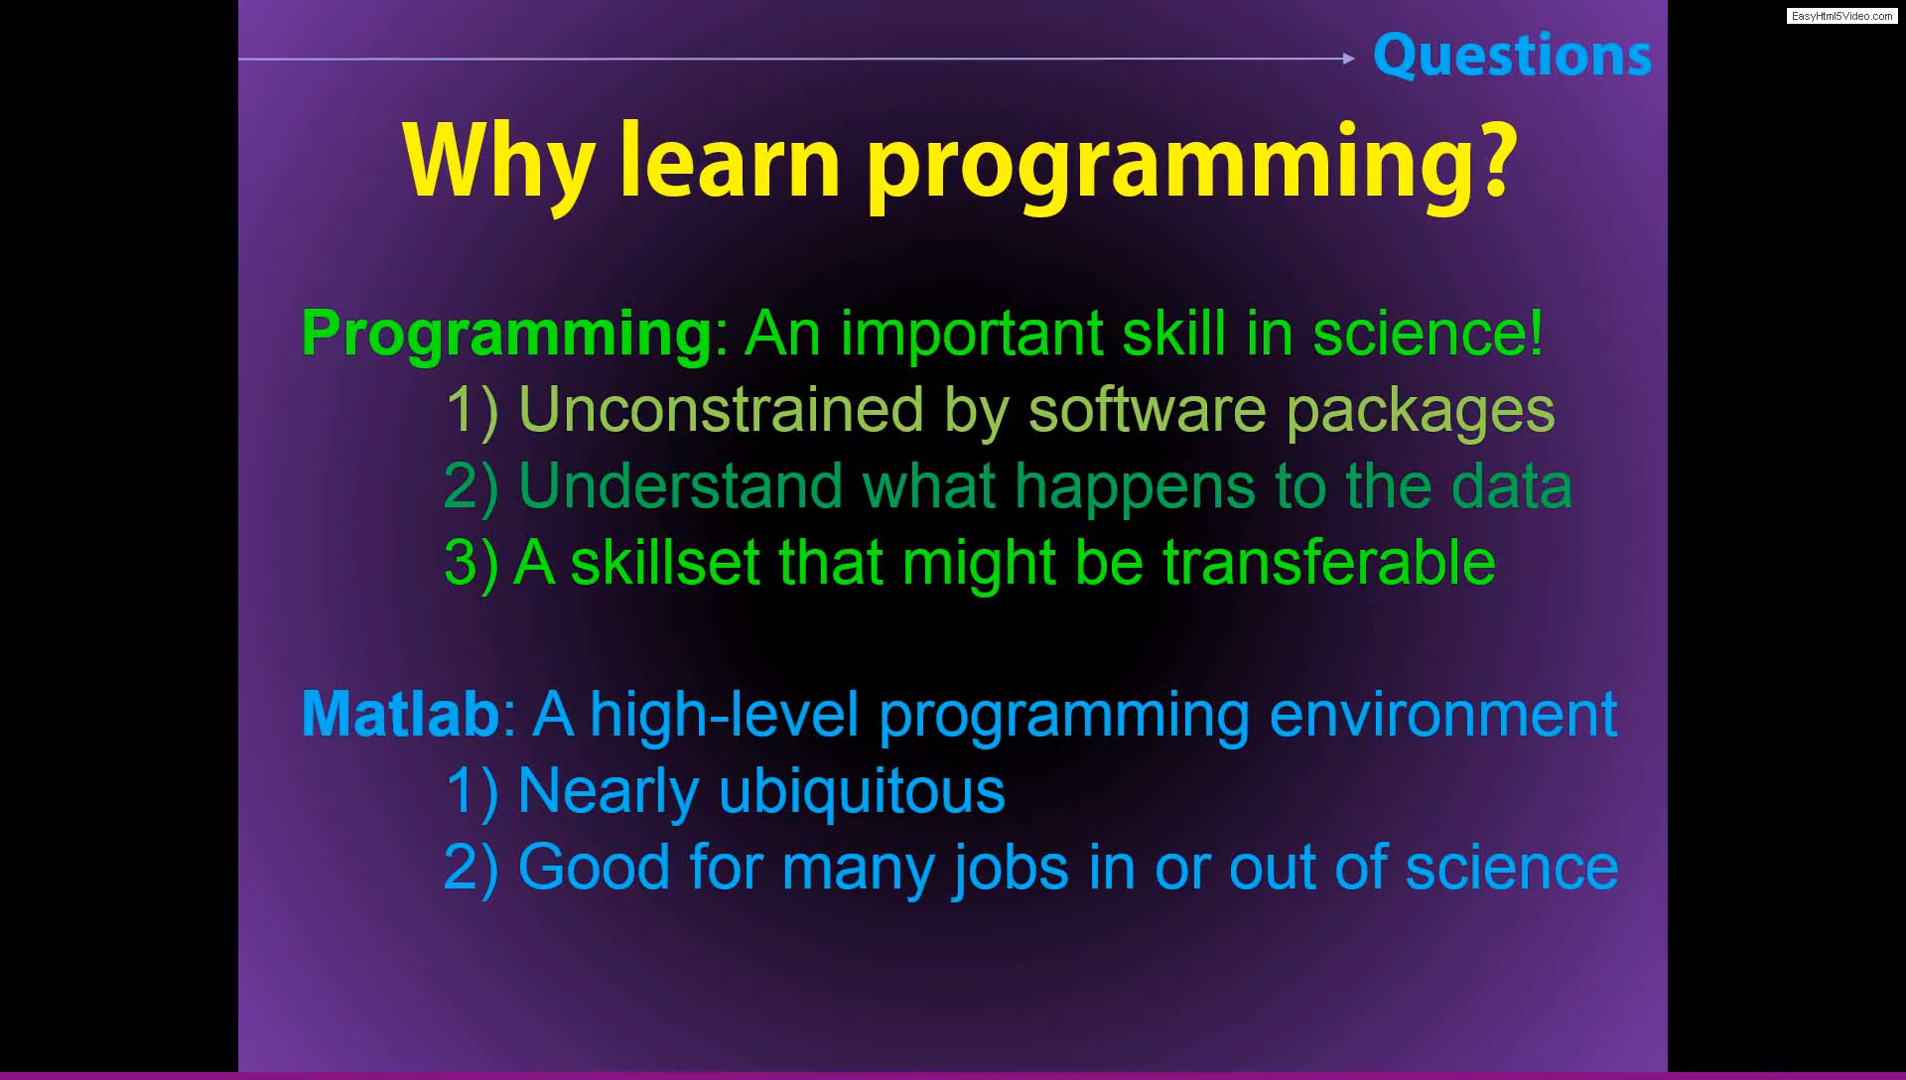 EasyHtml5Video.com
Questions
Why learn programming?
Programming: An important skill in science!
1) Unconstrained by software packages
2) Understand what happens to the data
3) A skillset that might be transferable
Matlab: A high-level programming environment
1) Nearly ubiquitous
2) Good for many jobs in or out of science